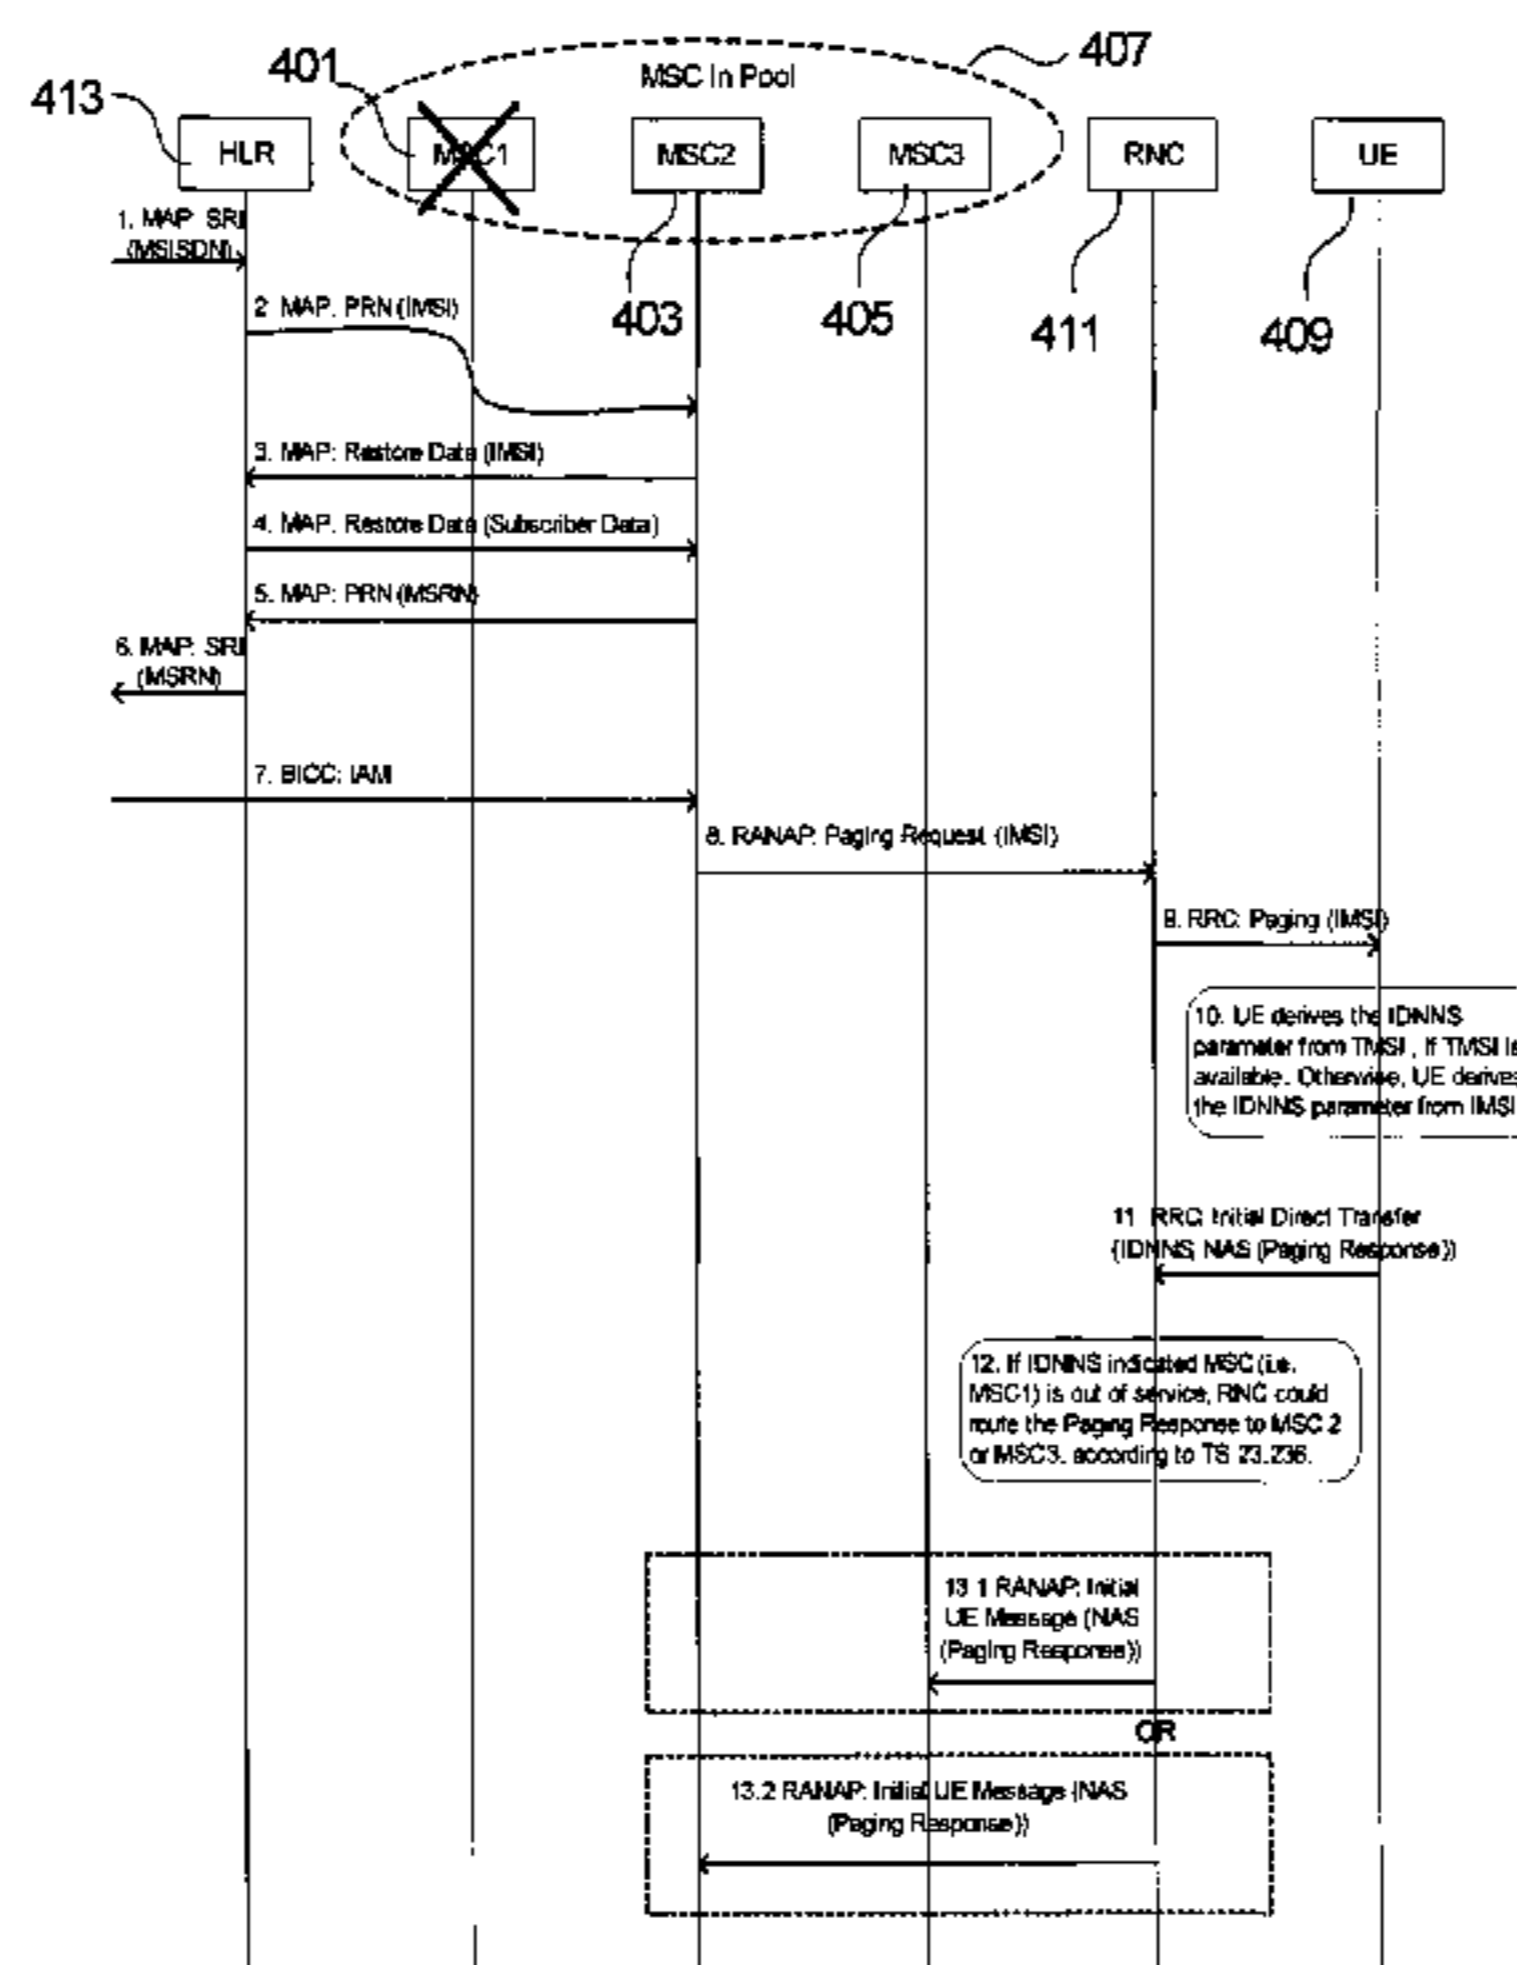 407
401
MSC In Pool
413
HLR
MSC1
MSC2
MSC3
RNC
UE
1. MAP: SRI
(MSISDN)
2 MAP: PRN (IMSI)
403
405
411
409
3. MAP: Restore Data (IMSI)
4. MAP: Restore Data (Subscriber Data)
5. MAP: PRN (MSRN)
6. MAP: SRI
(MSRN)
7. BICC: IAM
8. RANAP: Paging Request (IMSI)
9. RRC: Paging (IMSI)
10. UE derives the IDNNS
parameter from TMSI, if TMSI is
available. Otherwise, UE derives
the IDNNS parameter from IMSI
11 RRC Initial Direct Transfer
(IDNNS, NAS (Paging Response))
12. If IDNNS indicated MSC (i.e.
MSC1) is out of service, RNC could
route the Paging Response to MSC 2
or MSC3. according to TS 23.236.
13.1 RANAP: Initial
UE Message (NAS
(Paging Response))
OR
13.2 RANAP: Initial UE Message (NAS
(Paging Response))